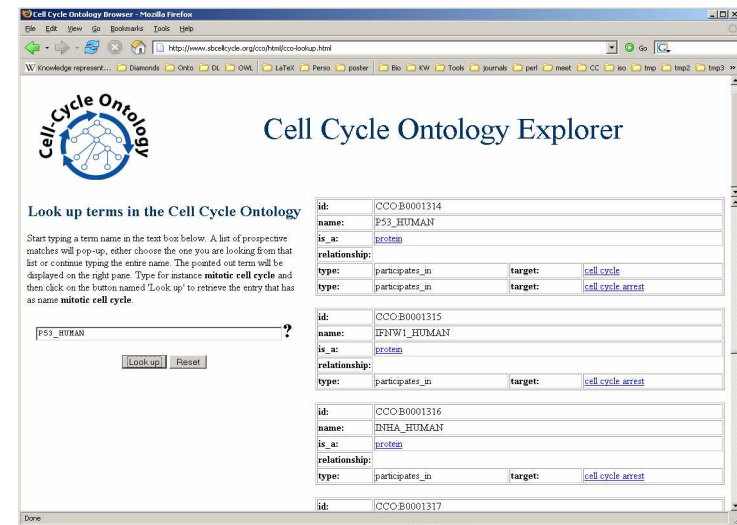 Cell Cycle Ontology Browser - Mozilla Firefox
File Edit View Go Bookmarks Tools Help
http://www.sbcellcycle.org/cco/html/cco-lookup.html Go
Knowledge represent... Diamonds Onto DL OWL LaTeX Perso poster Bio KW Tools journals perl meet CC iso tmp tmp2 tmp3 »
Cell-Cycle Ontology
Cell Cycle Ontology Explorer
Look up terms in the Cell Cycle Ontology
Start typing a term name in the text box below. A list of prospective
matches will pop-up, either choose the one you are looking from that
list or continue typing the entire name. The pointed out term will be
displayed on the right pane. Type for instance mitotic cell cycle and
then click on the button named 'Look up' to retrieve the entry that has
as name mitotic cell cycle.
P53_HUMAN ?
Look up Reset
id: CCO:B0001314
name: P53_HUMAN
is_a: protein
relationship:
type: participates_in target: cell cycle
type: participates_in target: cell cycle arrest
id: CCO:B0001315
name: IFNW1_HUMAN
is_a: protein
relationship:
type: participates_in target: cell cycle arrest
id: CCO:B0001316
name: INHA_HUMAN
is_a: protein
relationship:
type: participates_in target: cell cycle arrest
id: CCO:B0001317
Done